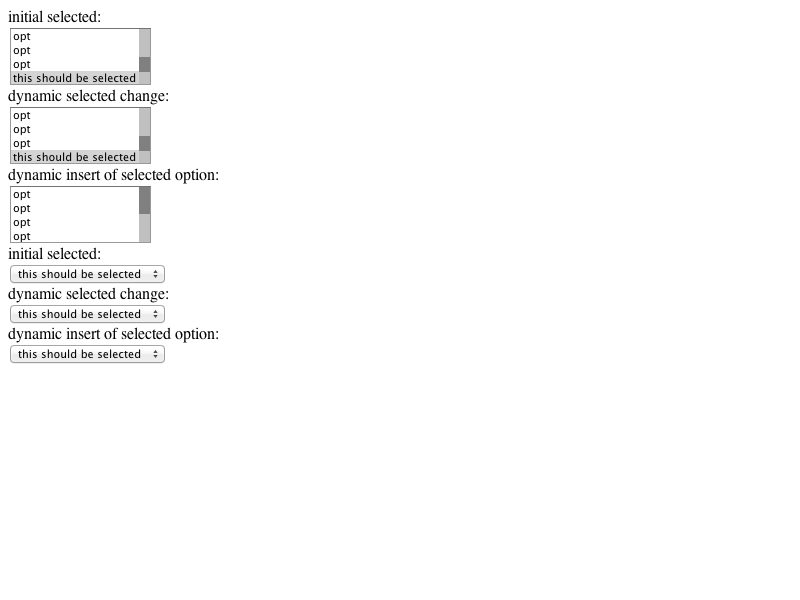 initial selected:
opt
opt
opt
this should be selected
dynamic selected change:
opt
opt
opt
this should be selected
dynamic insert of selected option:
opt
opt
opt
opt
initial selected:
this should be selected
dynamic selected change:
this should be selected
dynamic insert of selected option:
this should be selected